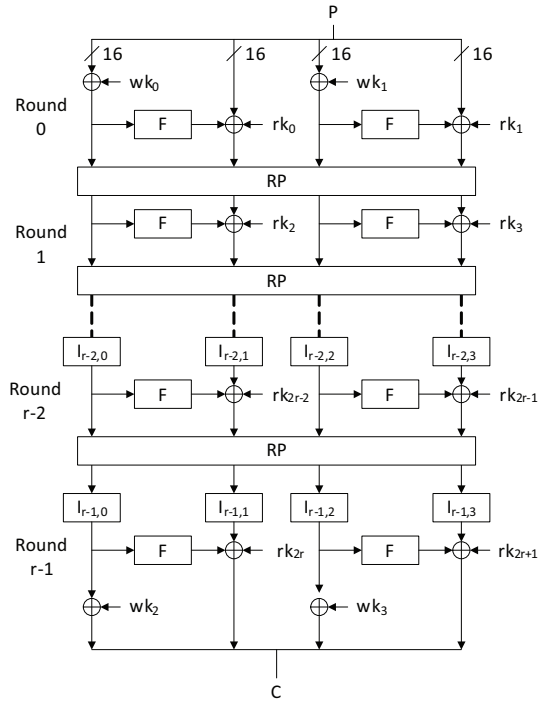 P
16 16 16 16
wk0 wk1
Round 0
F rk0 F rk1
RP
Round 1
F rk2 F rk3
RP
Ir-2,0 Ir-2,1 Ir-2,2 Ir-2,3
Round r-2
F rk2r-2 F rk2r-1
RP
Ir-1,0 Ir-1,1 Ir-1,2 Ir-1,3
Round r-1
F rk2r F rk2r+1
wk2 wk3
C